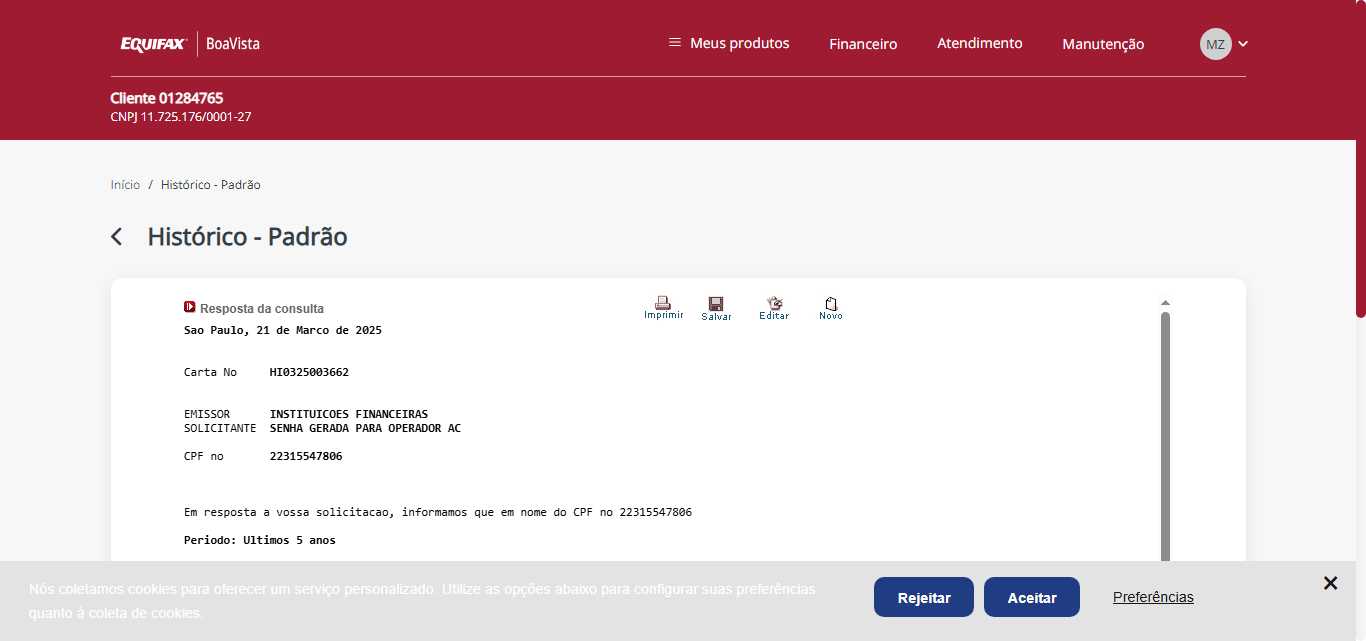 EQUIFAX | BoaVista
Meus produtos
Financeiro
Atendimento
Manutenção
MZ
Cliente 01284765
CNPJ 11.725.176/0001-27
Início / Histórico - Padrão
Histórico - Padrão
Resposta da consulta
Imprimir
Salvar
Editar
Novo
Sao Paulo, 21 de Marco de 2025
Carta No HI0325003662
EMISSOR INSTITUICOES FINANCEIRAS
SOLICITANTE SENHA GERADA PARA OPERADOR AC
CPF no 22315547806
Em resposta a vossa solicitacao, informamos que em nome do CPF no 22315547806
Periodo: Ultimos 5 anos
Nós coletamos cookies para oferecer um serviço personalizado. Utilize as opções abaixo para configurar suas preferências
quanto à coleta de cookies.
Rejeitar
Aceitar
Preferências